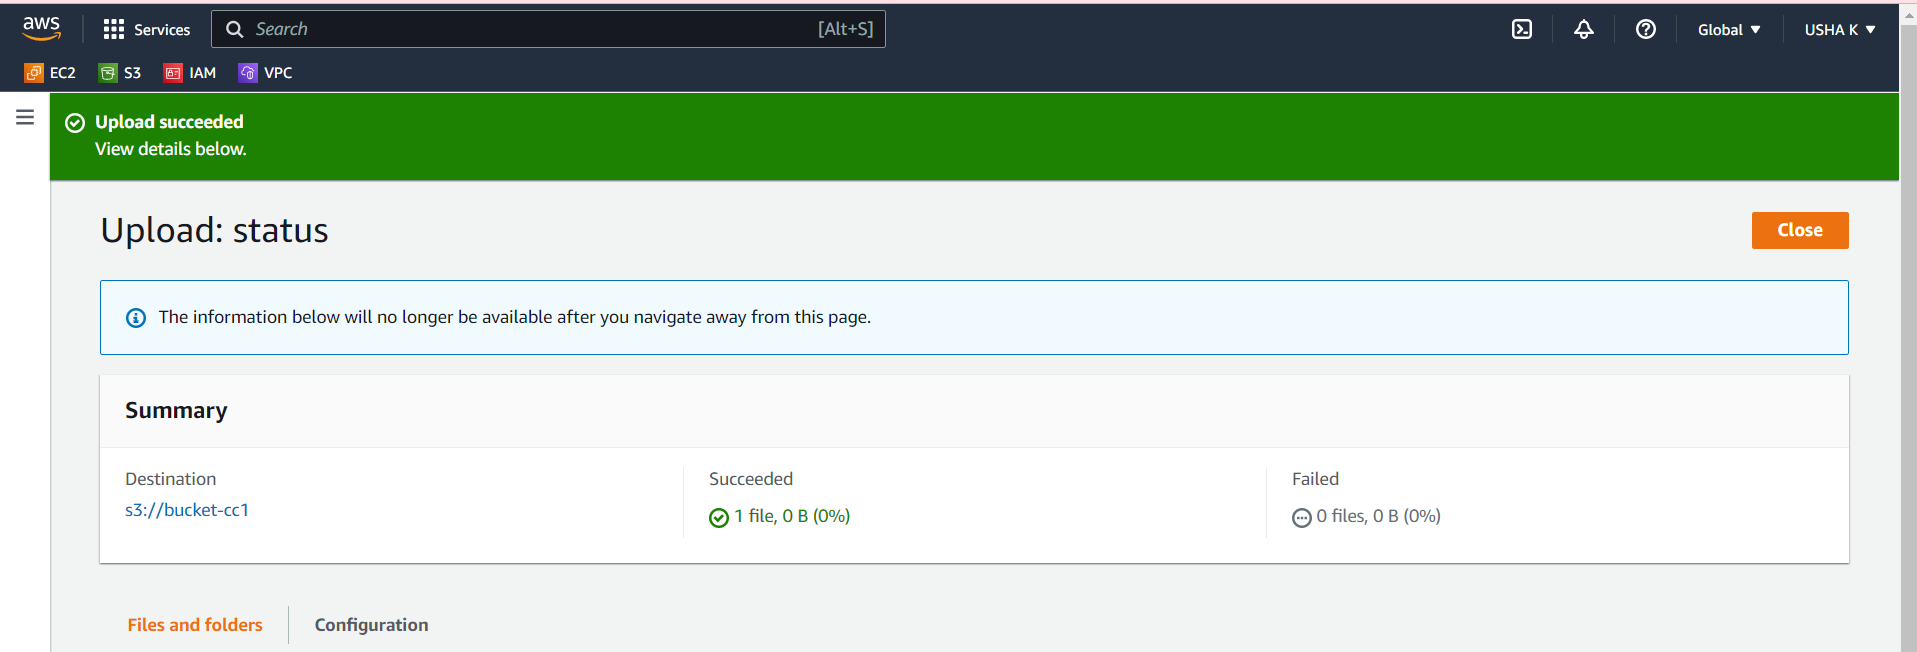 aws Services Search [Alt+S] Global USHA K
EC2 S3 IAM VPC
Upload succeeded
View details below.
Upload: status
Close
The information below will no longer be available after you navigate away from this page.
Summary
Destination
s3://bucket-cc1
Succeeded
1 file, 0 B (0%)
Failed
0 files, 0 B (0%)
Files and folders
Configuration